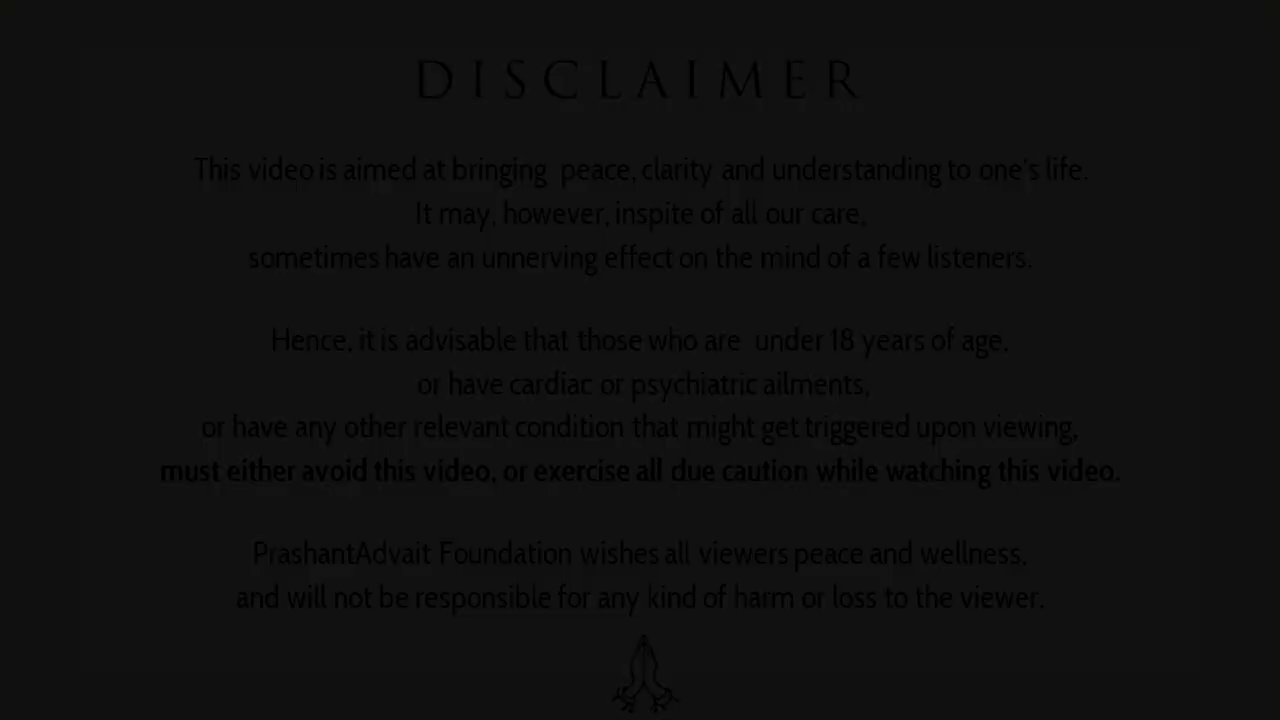 DISCLAIMER
This video is aimed at bringing peace, clarity and understanding to one's life.
It may, however, inspite of all our care,
sometimes have an unnerving effect on the mind of a few listeners.
Hence, it is advisable that those who are under 18 years of age,
or have cardiac or psychiatric ailments,
or have any other relevant condition that might get triggered upon viewing,
must either avoid this video, or exercise all due caution while watching this video.
PrashantAdvait Foundation wishes all viewers peace and wellness,
and will not be responsible for any kind of harm or loss to the viewer.